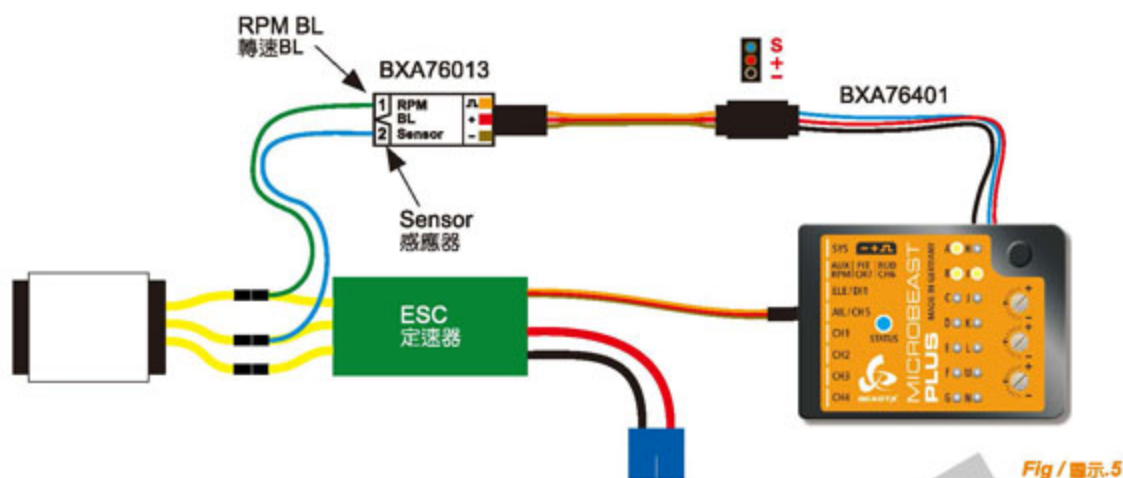 RPM BL
轉速BL
BXA76013
1 RPM
BL
2 Sensor
+
−
S
+
−
BXA76401
Sensor
感應器
ESC
定速器
SYS
AUX PIT RUD
RPM CH7 CH6
ELE/DI1
AIL/CH5
CH1
CH2
CH3
CH4
STATUS
BEASTX
MICROBEAST
PLUS
MADE IN GERMANY
A H
B I
C J
D K
E L
F M
G N
Fig / 圖示.5